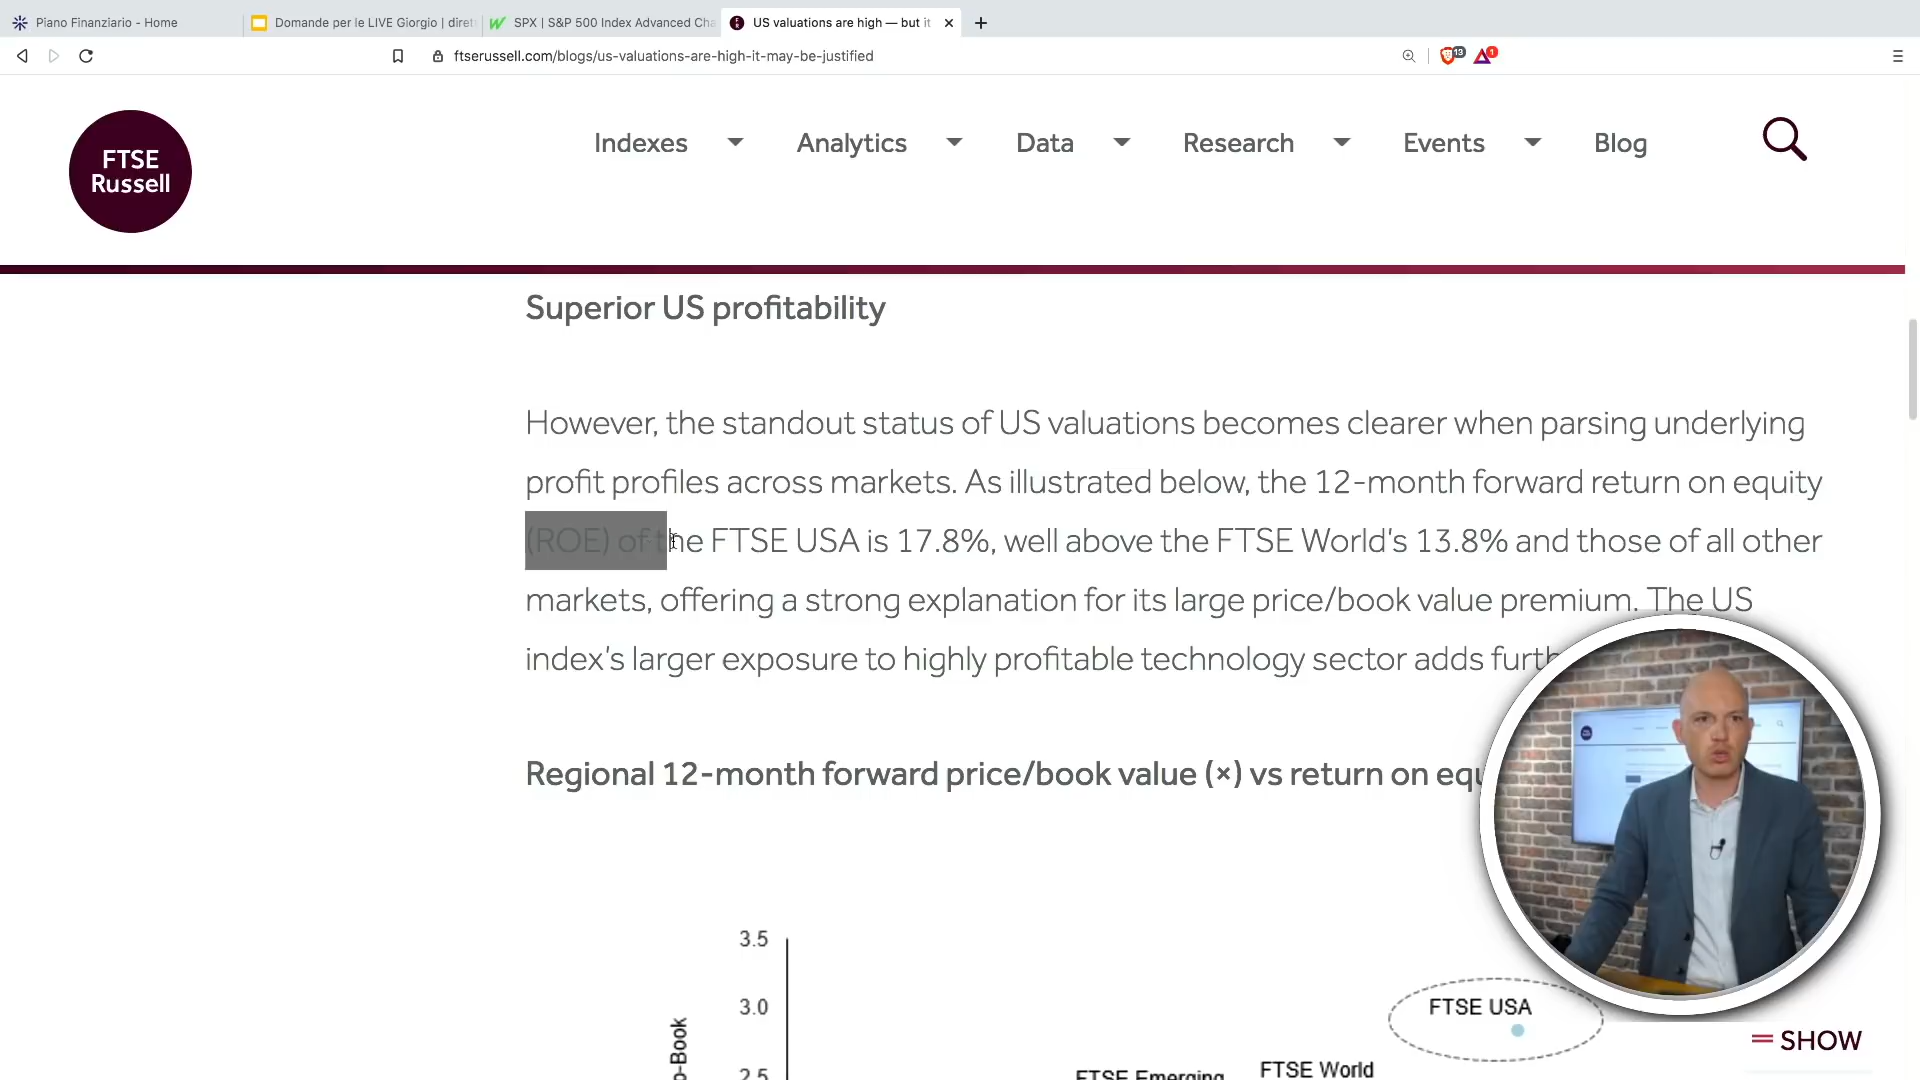 Piano Finanziario - Home
Domande per le LIVE Giorgio | diret
SPX | S&P 500 Index Advanced Cha
US valuations are high — but it
ftserussell.com/blogs/us-valuations-are-high-it-may-be-justified
13
1
FTSE
Russell
Indexes
Analytics
Data
Research
Events
Blog
Superior US profitability
However, the standout status of US valuations becomes clearer when parsing underlying
profit profiles across markets. As illustrated below, the 12-month forward return on equity
(ROE) of the FTSE USA is 17.8%, well above the FTSE World's 13.8% and those of all other
markets, offering a strong explanation for its large price/book value premium. The US
index's larger exposure to highly profitable technology sector adds furth
Regional 12-month forward price/book value (×) vs return on equ
3.5
3.0
2.5
o-Book
FTSE USA
FTSE World
FTSE Emerging
SHOW